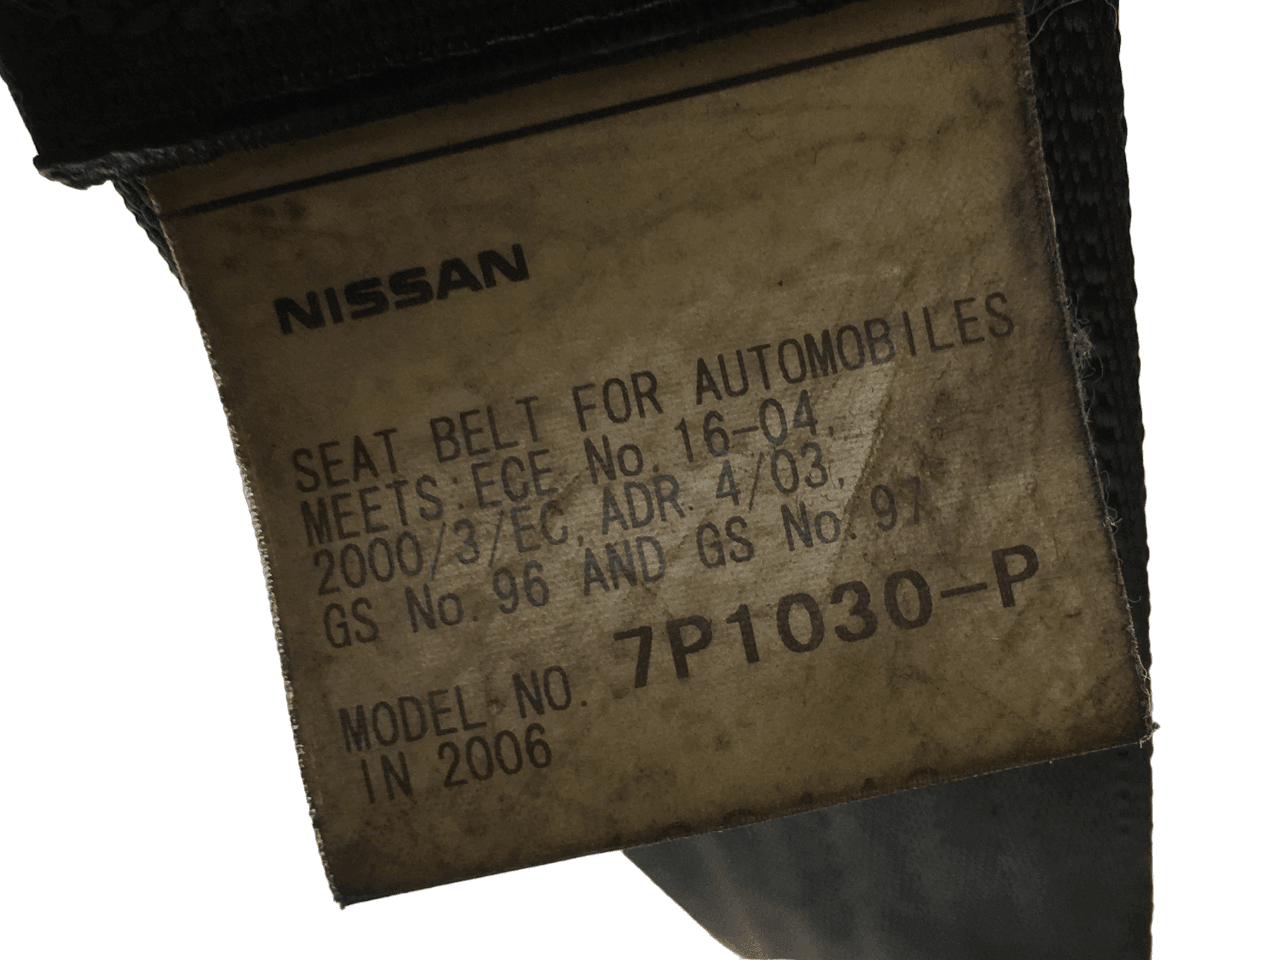 NISSAN
SEAT BELT FOR AUTOMOBILES
MEETS:ECE No. 16-04,
2000/3/EC, ADR. 4/03,
GS No. 96 AND GS No. 97
MODEL NO. 7P1030-P
IN 2006